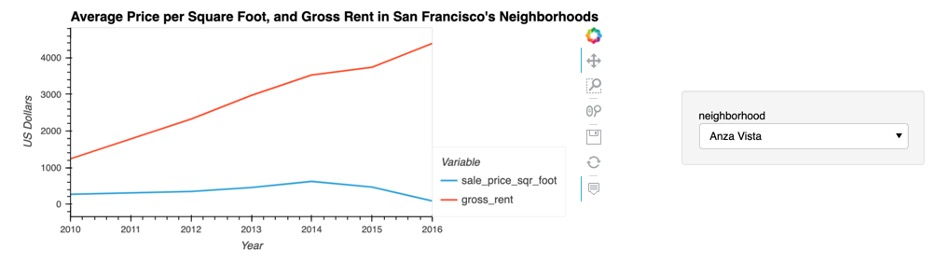 Average Price per Square Foot, and Gross Rent in San Francisco's Neighborhoods
4000
3000
2000
1000
0
US Dollars
2010 2011 2012 2013 2014 2015 2016
Year
Variable
sale_price_sqr_foot
gross_rent
neighborhood
Anza Vista